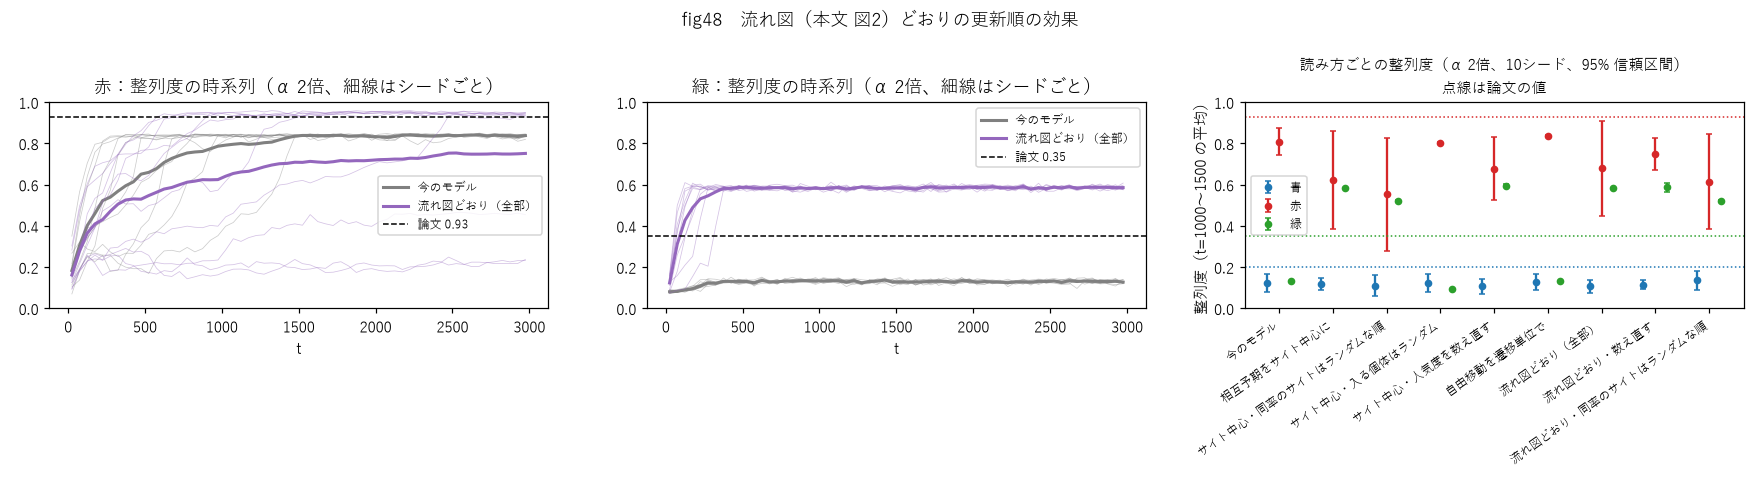 fig48　流れ図（本文 図2）どおりの更新順の効果
赤：整列度の時系列（α 2倍、細線はシードごと）
1.0
0.8
0.6
0.4
0.2
0.0
今のモデル
流れ図どおり（全部）
論文 0.93
0
500
1000
1500
2000
2500
3000
t
緑：整列度の時系列（α 2倍、細線はシードごと）
1.0
0.8
0.6
0.4
0.2
0.0
今のモデル
流れ図どおり（全部）
論文 0.35
0
500
1000
1500
2000
2500
3000
t
読み方ごとの整列度（α 2倍、10シード、95% 信頼区間）
点線は論文の値
整列度（t=1000〜1500 の平均）
1.0
0.8
0.6
0.4
0.2
0.0
青
赤
緑
今のモデル
相互予期をサイト中心に
サイト中心・同率のサイトはランダムな順
サイト中心・入る個体はランダム
サイト中心・人気度を数え直す
自由移動を遷移単位で
流れ図どおり（全部）
流れ図どおり・数え直す
流れ図どおり・同率のサイトはランダムな順